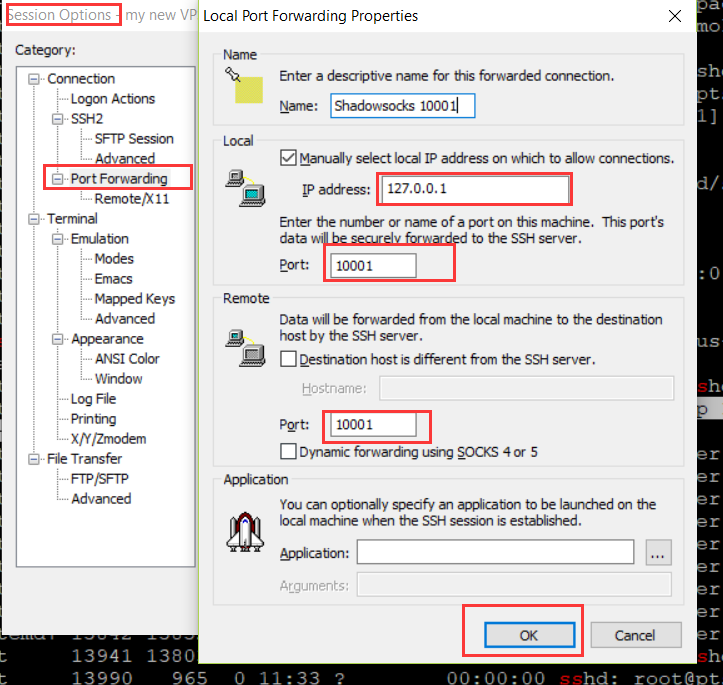 Session Options - my new VP
Category:
Connection
Logon Actions
SSH2
SFTP Session
Advanced
Port Forwarding
Remote/X11
Terminal
Emulation
Modes
Emacs
Mapped Keys
Advanced
Appearance
ANSI Color
Window
Log File
Printing
X/Y/Zmodem
File Transfer
FTP/SFTP
Advanced
Local Port Forwarding Properties
Name
Enter a descriptive name for this forwarded connection.
Name: Shadowsocks 10001
Local
Manually select local IP address on which to allow connections.
IP address: 127.0.0.1
Enter the number or name of a port on this machine. This port's
data will be securely forwarded to the SSH server.
Port: 10001
Remote
Data will be forwarded from the local machine to the destination
host by the SSH server.
Destination host is different from the SSH server.
Hostname:
Port: 10001
Dynamic forwarding using SOCKS 4 or 5
Application
You can optionally specify an application to be launched on the
local machine when the SSH session is established.
Application: ...
Arguments:
OK Cancel
13941 1380
13990 965 0 11:33 ? 00:00:00 sshd: root@pt